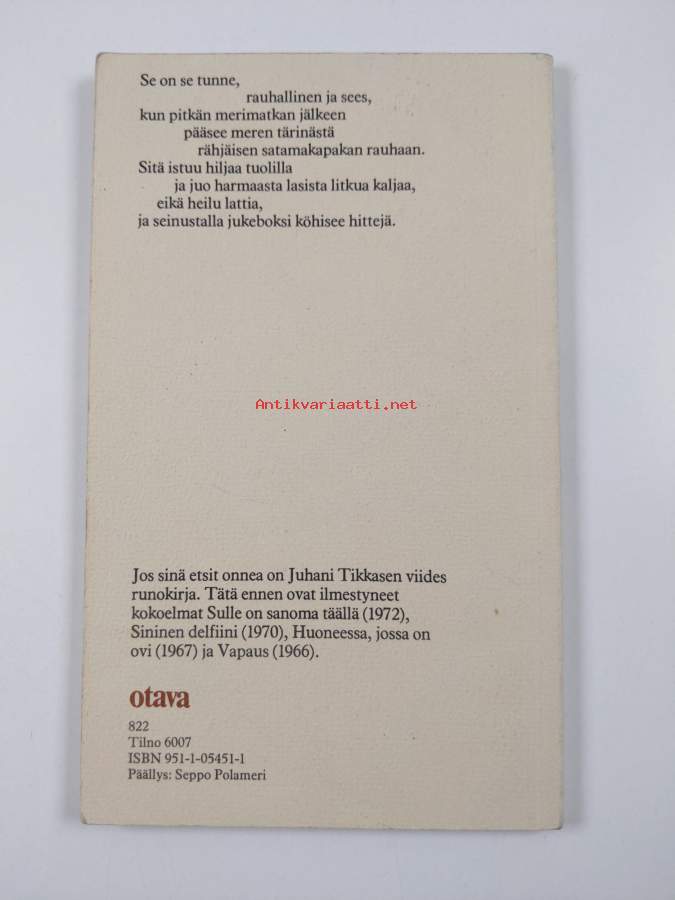 Se on se tunne,
rauhallinen ja sees,
kun pitkän merimatkan jälkeen
pääsee meren tärinästä
rähjäisen satamakapakan rauhaan.
Sitä istuu hiljaa tuolilla
ja juo harmaasta lasista litkua kaljaa,
eikä heilu lattia,
ja seinustalla jukeboksi köhisee hittejä.
Antikvariaatti.net
Jos sinä etsit onnea on Juhani Tikkasen viides
runokirja. Tätä ennen ovat ilmestyneet
kokoelmat Sulle on sanoma täällä (1972),
Sininen delfiini (1970), Huoneessa, jossa on
ovi (1967) ja Vapaus (1966).
otava
822
Tilno 6007
ISBN 951-1-05451-1
Päällys: Seppo Polameri